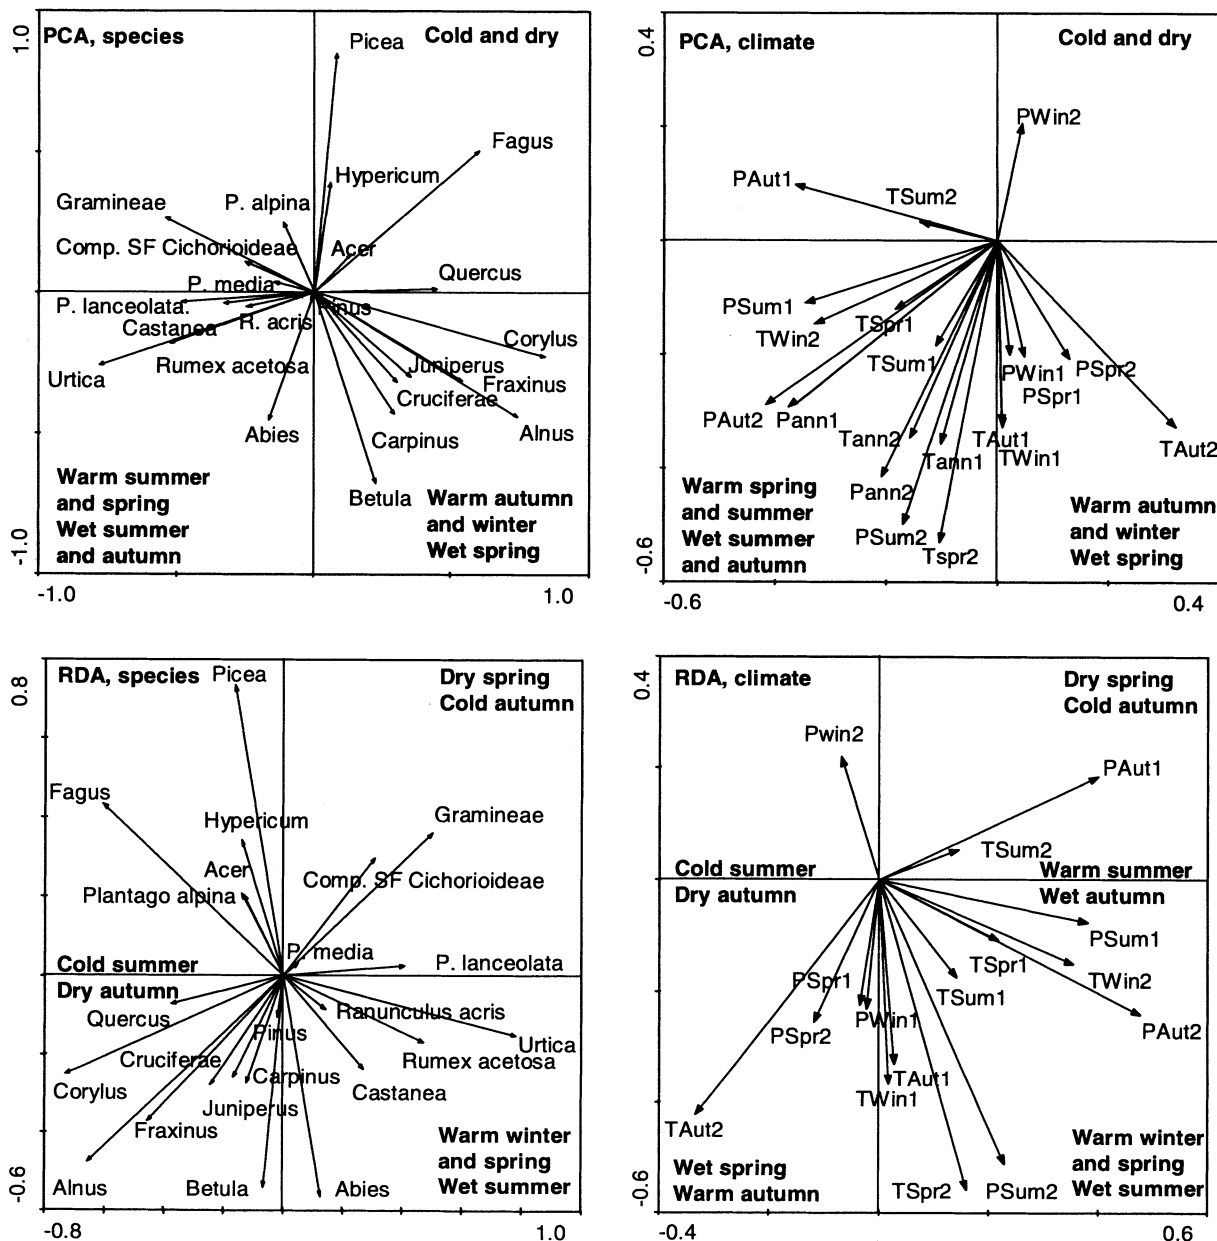 1.0
PCA, species
Cold and dry
Picea
Fagus
Hypericum
Gramineae
P. alpina
Comp. SF Cichorioideae
Acer
P. media
Quercus
P. lanceolata.
Pinus
R. acris
Castanea
Corylus
Rumex acetosa
Juniperus
Urtica
Fraxinus
Cruciferae
Abies
Carpinus
Alnus
Betula
Warm summer
and spring
Wet summer
and autumn
Warm autumn
and winter
Wet spring
-1.0
-1.0
1.0
0.4
PCA, climate
Cold and dry
PWin2
PAut1
TSum2
PSum1
TWin2
TSpr1
TSum1
PWin1
PSpr2
PSpr1
PAut2
Pann1
Tann2
TAut1
Tann1
TWin1
TAut2
Pann2
PSum2
Tspr2
Warm spring
and summer
Wet summer
and autumn
Warm autumn
and winter
Wet spring
-0.6
-0.6
0.4
0.8
RDA, species
Picea
Dry spring
Cold autumn
Fagus
Hypericum
Gramineae
Acer
Comp. SF Cichorioideae
Plantago alpina
P. media
Cold summer
P. lanceolata
Dry autumn
Quercus
Ranunculus acris
Pinus
Urtica
Cruciferae
Rumex acetosa
Corylus
Carpinus
Castanea
Juniperus
Fraxinus
Alnus
Betula
Abies
Warm winter
and spring
Wet summer
-0.6
-0.8
1.0
0.4
RDA, climate
Dry spring
Cold autumn
Pwin2
PAut1
TSum2
Cold summer
Dry autumn
Warm summer
Wet autumn
PSum1
TSpr1
PSpr1
TWin2
TSum1
PWin1
PSpr2
PAut2
TAut1
TWin1
TAut2
Wet spring
Warm autumn
TSpr2
PSum2
Warm winter
and spring
Wet summer
-0.6
-0.4
0.6